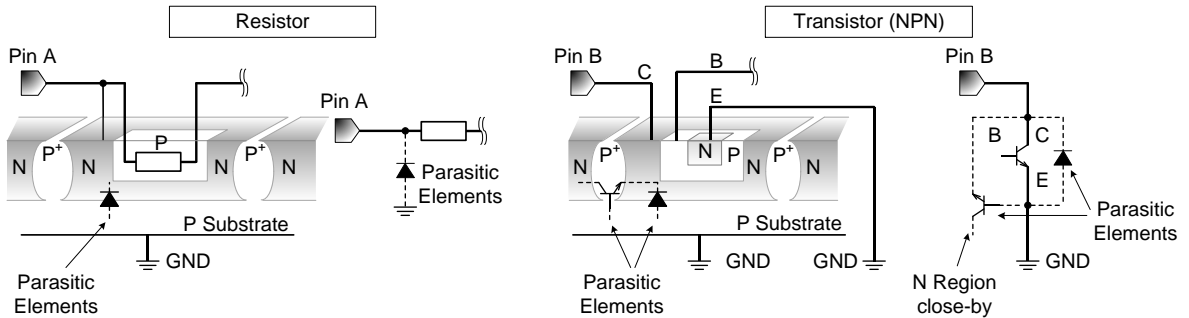 Resistor
Transistor (NPN)
Pin A
Pin A
N
P+
N
P
N
P+
N
Parasitic
Elements
P Substrate
GND
Parasitic
Elements
Pin B
C
B
E
N
P+
N
P
N
P+
N
P Substrate
GND
GND
Parasitic
Elements
Pin B
B
C
E
Parasitic
Elements
GND
N Region
close-by